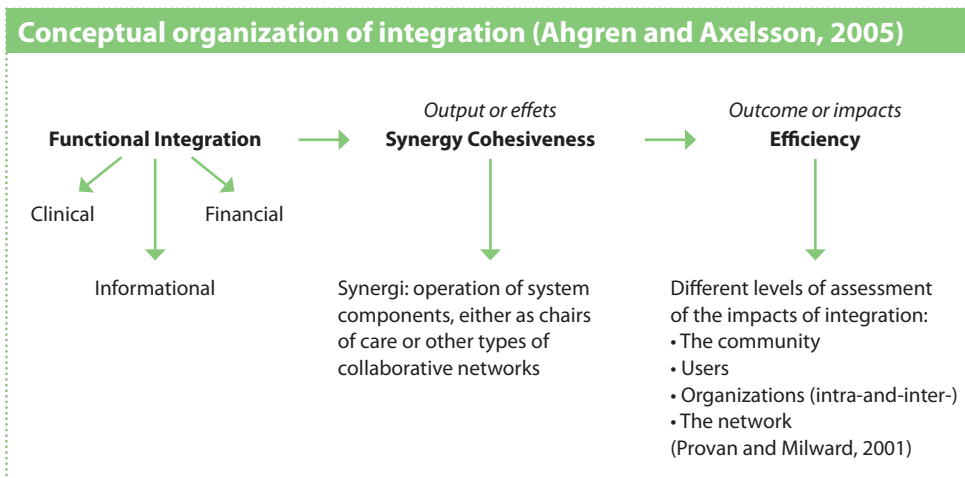 Conceptual organization of integration (Ahgren and Axelsson, 2005)
Output or effets
Outcome or impacts
Functional Integration
Synergy Cohesiveness
Efficiency
Clinical
Financial
Informational
Synergi: operation of system
components, either as chairs
of care or other types of
collaborative networks
Different levels of assessment
of the impacts of integration:
• The community
• Users
• Organizations (intra-and-inter-)
• The network
(Provan and Milward, 2001)